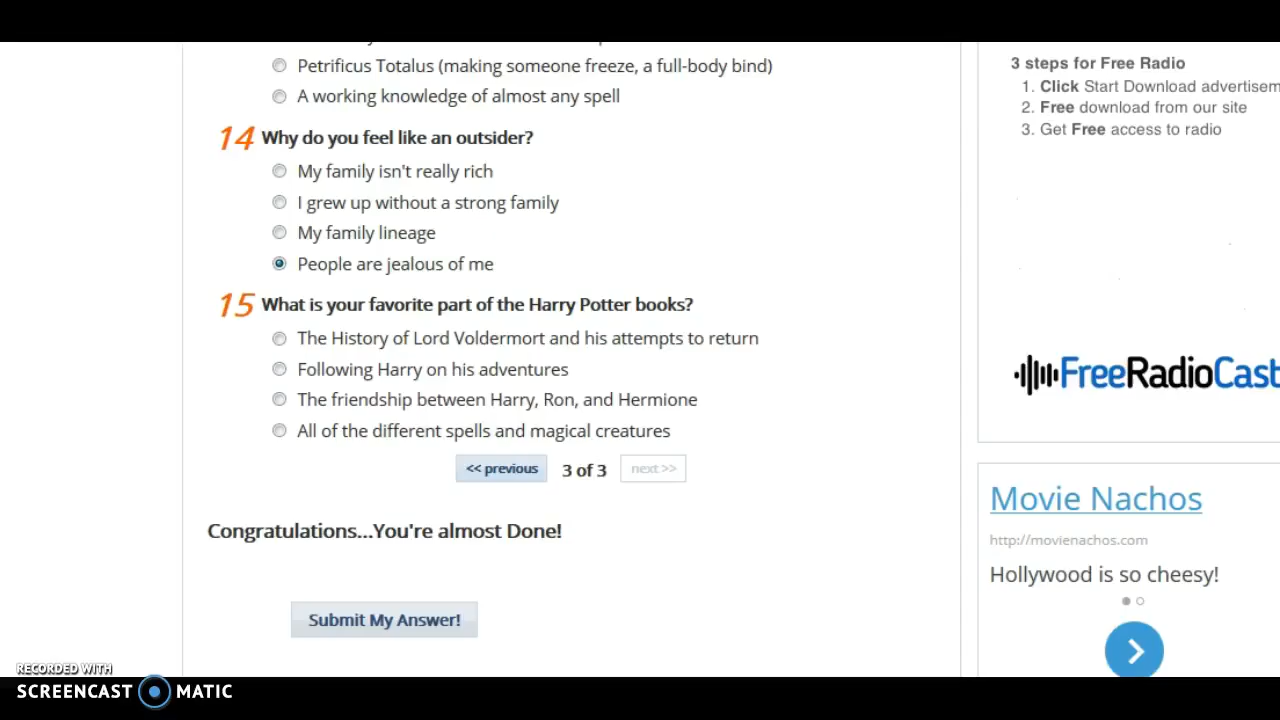 Petrificus Totalus (making someone freeze, a full-body bind)
A working knowledge of almost any spell
14 Why do you feel like an outsider?
My family isn't really rich
I grew up without a strong family
My family lineage
People are jealous of me
15 What is your favorite part of the Harry Potter books?
The History of Lord Voldermort and his attempts to return
Following Harry on his adventures
The friendship between Harry, Ron, and Hermione
All of the different spells and magical creatures
<< previous 3 of 3 next >>
Congratulations...You're almost Done!
Submit My Answer!
3 steps for Free Radio
1. Click Start Download advertisem
2. Free download from our site
3. Get Free access to radio
FreeRadioCast
Movie Nachos
http://movienachos.com
Hollywood is so cheesy!
RECORDED WITH
SCREENCAST MATIC